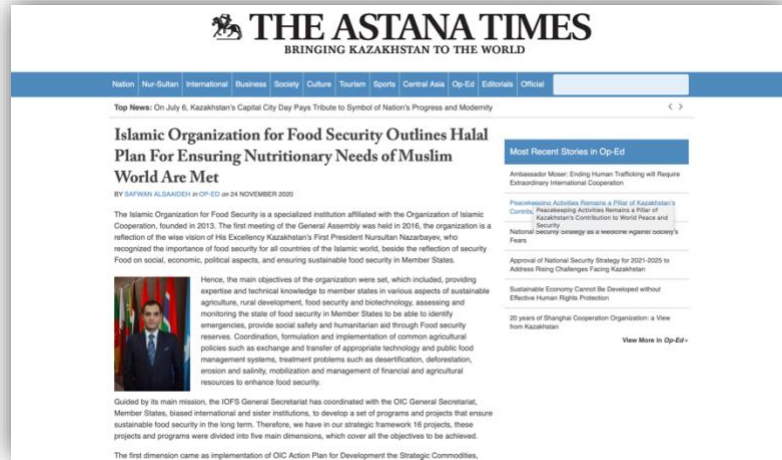 THE ASTANA TIMES
BRINGING KAZAKHSTAN TO THE WORLD
Nation Nur-Sultan International Business Society Culture Tourism Sports Central Asia Op-Ed Editorials Official
Top News: On July 6, Kazakhstan's Capital City Day Pays Tribute to Symbol of Nation's Progress and Modernity
Islamic Organization for Food Security Outlines Halal
Plan For Ensuring Nutritionary Needs of Muslim
World Are Met
BY SAFWAN ALSAAIDEH in OP-ED on 24 NOVEMBER 2020
The Islamic Organization for Food Security is a specialized institution affiliated with the Organization of Islamic
Cooperation, founded in 2013. The first meeting of the General Assembly was held in 2016, the organization is a
reflection of the wise vision of His Excellency Kazakhstan's First President Nursultan Nazarbayev, who
recognized the importance of food security for all countries of the Islamic world, beside the reflection of security
Food on social, economic, political aspects, and ensuring sustainable food security in Member States.
Hence, the main objectives of the organization were set, which included, providing
expertise and technical knowledge to member states in various aspects of sustainable
agriculture, rural development, food security and biotechnology, assessing and
monitoring the state of food security in Member States to be able to identify
emergencies, provide social safety and humanitarian aid through Food security
reserves. Coordination, formulation and implementation of common agricultural
policies such as exchange and transfer of appropriate technology and public food
management systems, treatment problems such as desertification, deforestation,
erosion and salinity, mobilization and management of financial and agricultural
resources to enhance food security.
Guided by its main mission, the IOFS General Secretariat has coordinated with the OIC General Secretariat,
Member States, biased international and sister institutions, to develop a set of programs and projects that ensure
sustainable food security in the long term. Therefore, we have in our strategic framework 16 projects, these
projects and programs were divided into five main dimensions, which cover all the objectives to be achieved.
The first dimension came as implementation of OIC Action Plan for Development the Strategic Commodities,
Most Recent Stories in Op-Ed
Ambassador Moser: Ending Human Trafficking will Require
Extraordinary International Cooperation
Peacekeeping Activities Remains a Pillar of Kazakhstan's
Peacekeeping Activities Remains a Pillar of
Kazakhstan's Contribution to World Peace and
Security
National Security Strategy as a Medicine Against Society's
Fears
Approval of National Security Strategy for 2021-2025 to
Address Rising Challenges Facing Kazakhstan
Sustainable Economy Cannot Be Developed without
Effective Human Rights Protection
20 years of Shanghai Cooperation Organization: a View
from Kazakhstan
View More in Op-Ed »